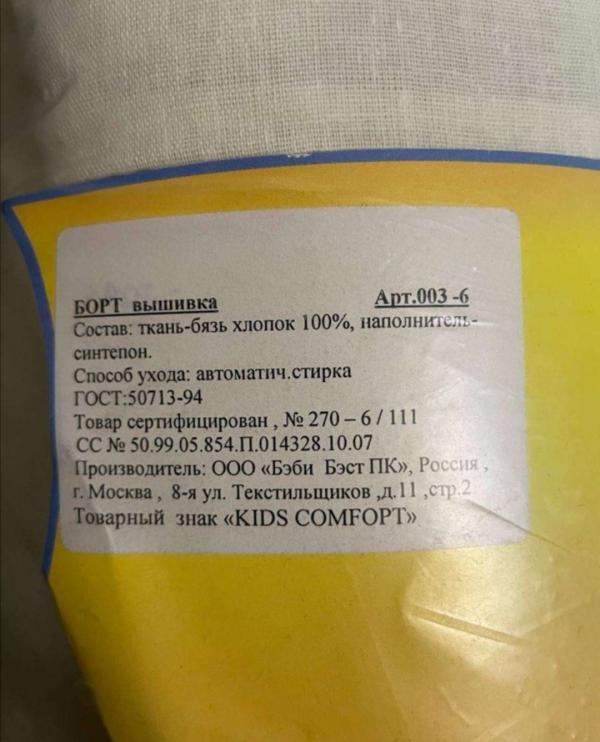 БОРТ вышивка Арт.003 -6
Состав: ткань-бязь хлопок 100%, наполнитель-
синтепон.
Способ ухода: автоматич.стирка
ГОСТ:50713-94
Товар сертифицирован , № 270 – 6 / 111
СС № 50.99.05.854.П.014328.10.07
Производитель: ООО «Бэби Бэст ПК», Россия ,
г. Москва , 8-я ул. Текстильщиков ,д.11 ,стр.2
Товарный знак «KIDS COMFOPT»